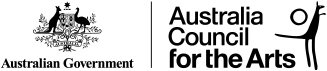 Australian Government
Australia
Council
for the Arts